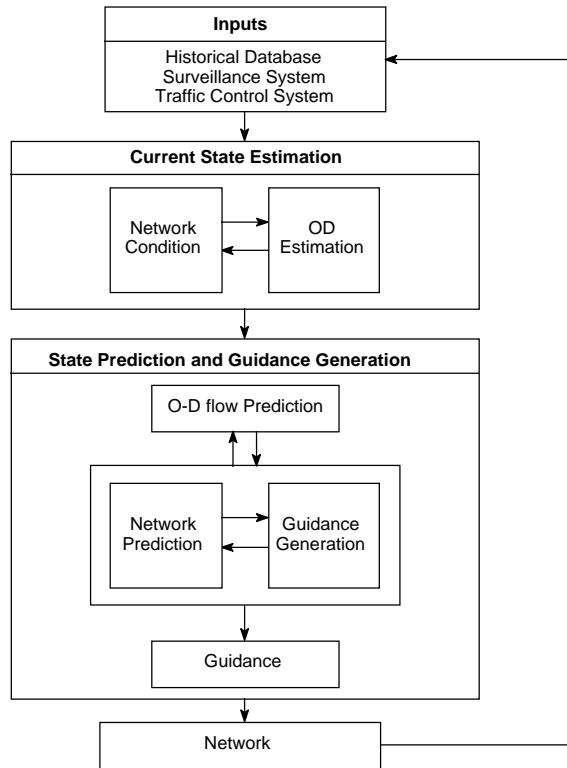 Inputs
Historical Database
Surveillance System
Traffic Control System
Current State Estimation
Network
Condition
OD
Estimation
State Prediction and Guidance Generation
O-D flow Prediction
Network
Prediction
Guidance
Generation
Guidance
Network